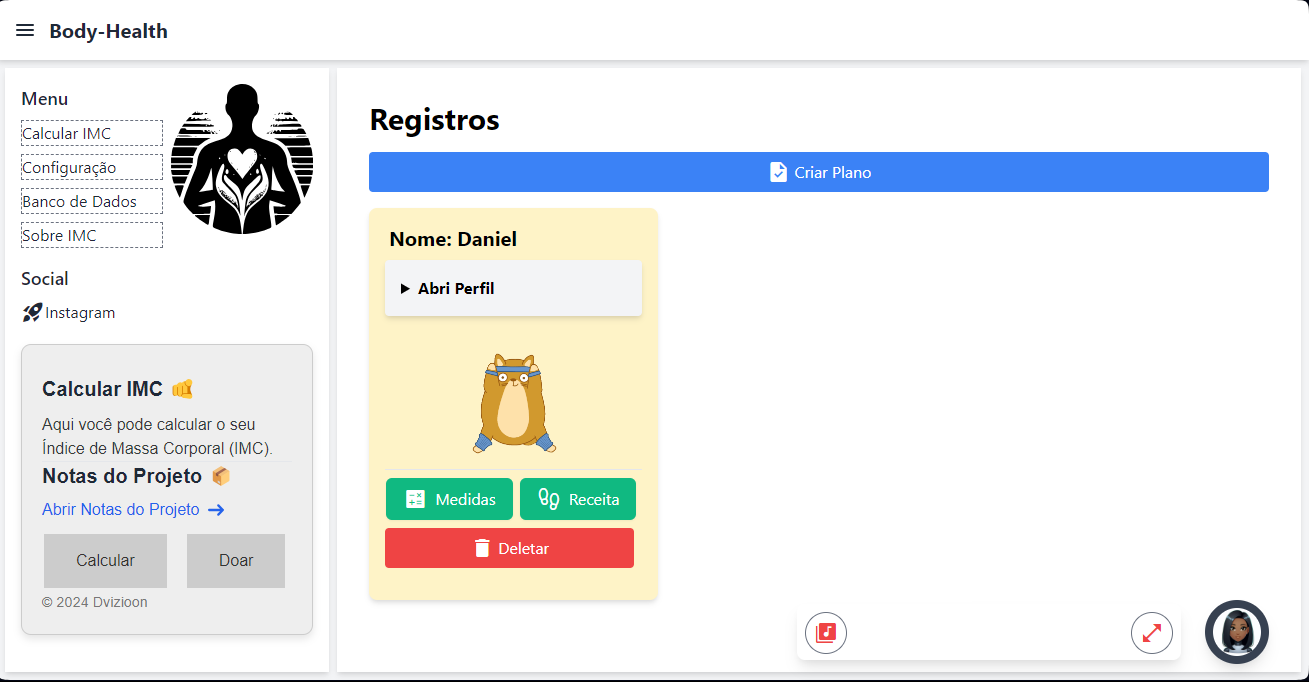 Body-Health
Menu
Calcular IMC
Configuração
Banco de Dados
Sobre IMC
Social
Instagram
Calcular IMC
Aqui você pode calcular o seu
Índice de Massa Corporal (IMC).
Notas do Projeto
Abrir Notas do Projeto
Calcular
Doar
© 2024 Dvizioon
Registros
Criar Plano
Nome: Daniel
Abri Perfil
Medidas
Receita
Deletar